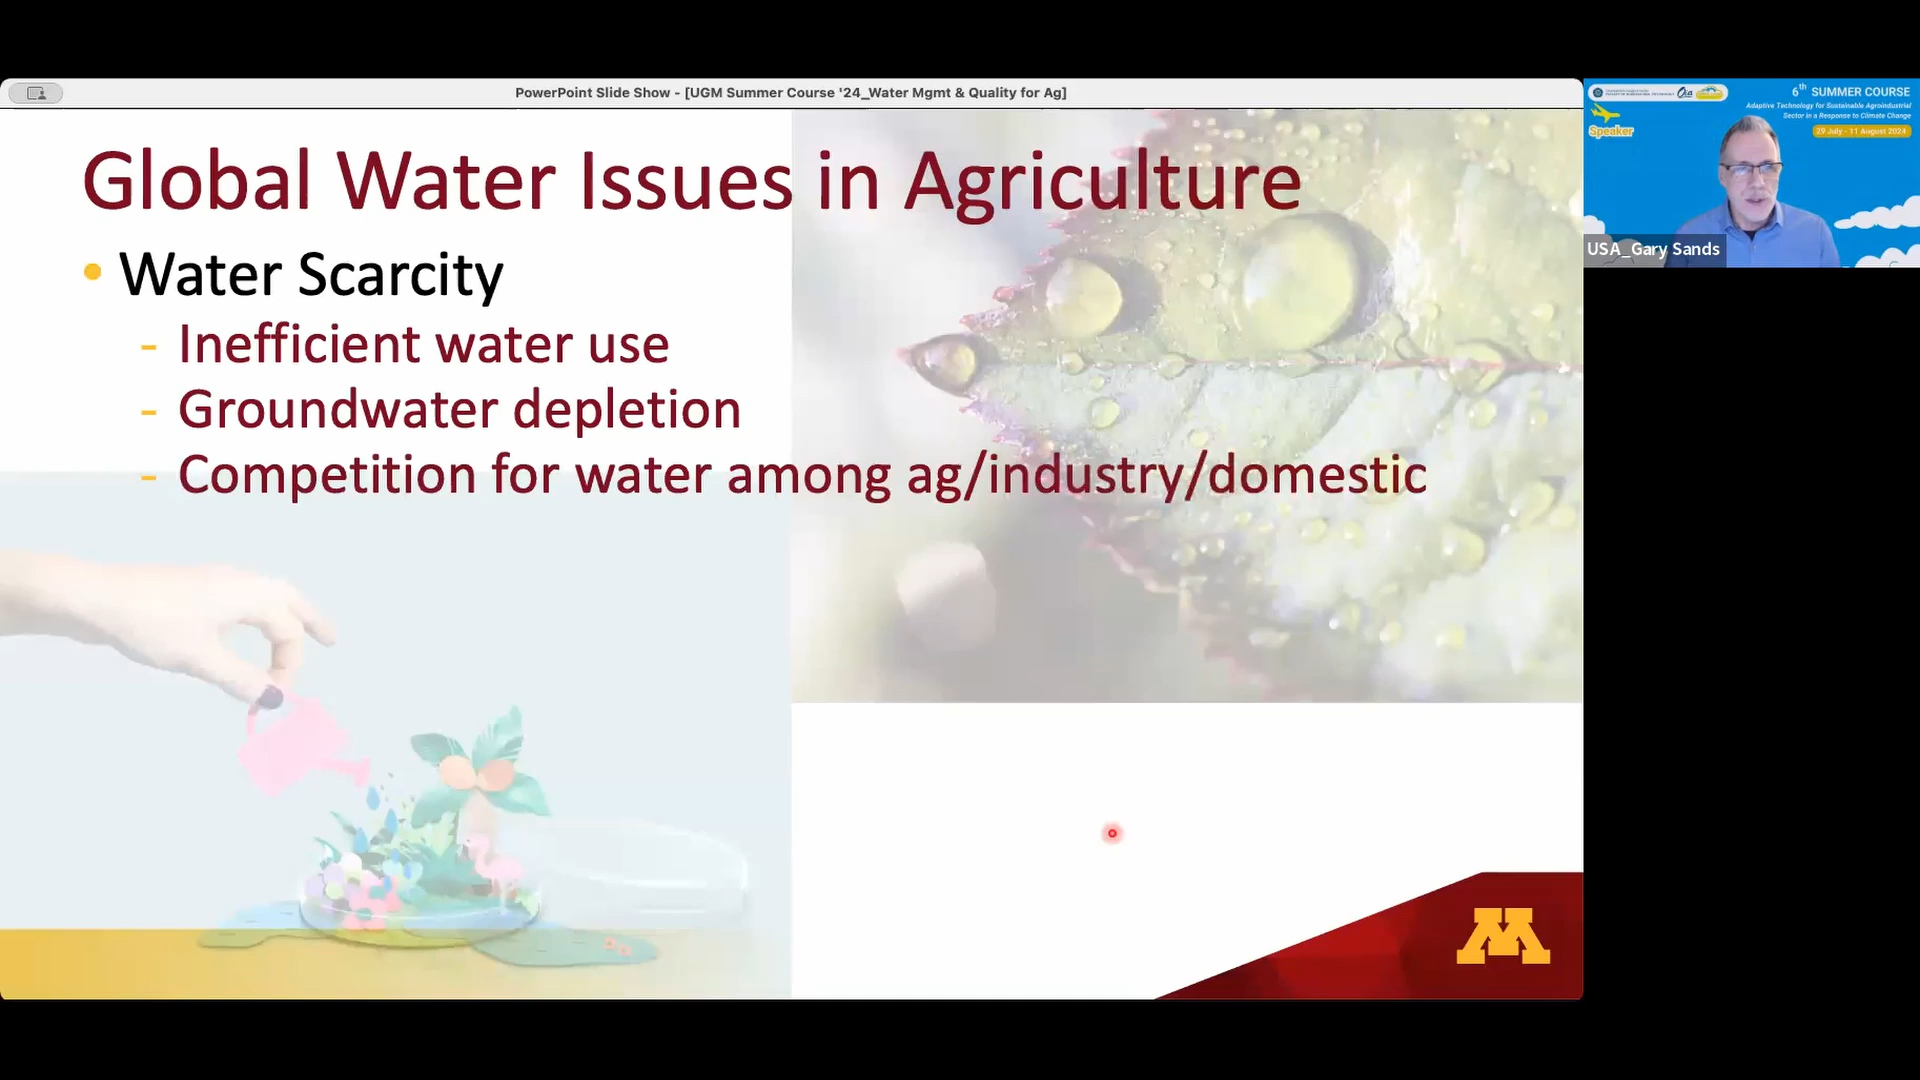 PowerPoint Slide Show - [UGM Summer Course '24_Water Mgmt & Quality for Ag]
Global Water Issues in Agriculture
• Water Scarcity
- Inefficient water use
- Groundwater depletion
- Competition for water among ag/industry/domestic
M
6th SUMMER COURSE
Adaptive Technology for Sustainable Agroindustrial
Sector in a Response to Climate Change
29 July - 11 August 2024
Speaker
USA_Gary Sands